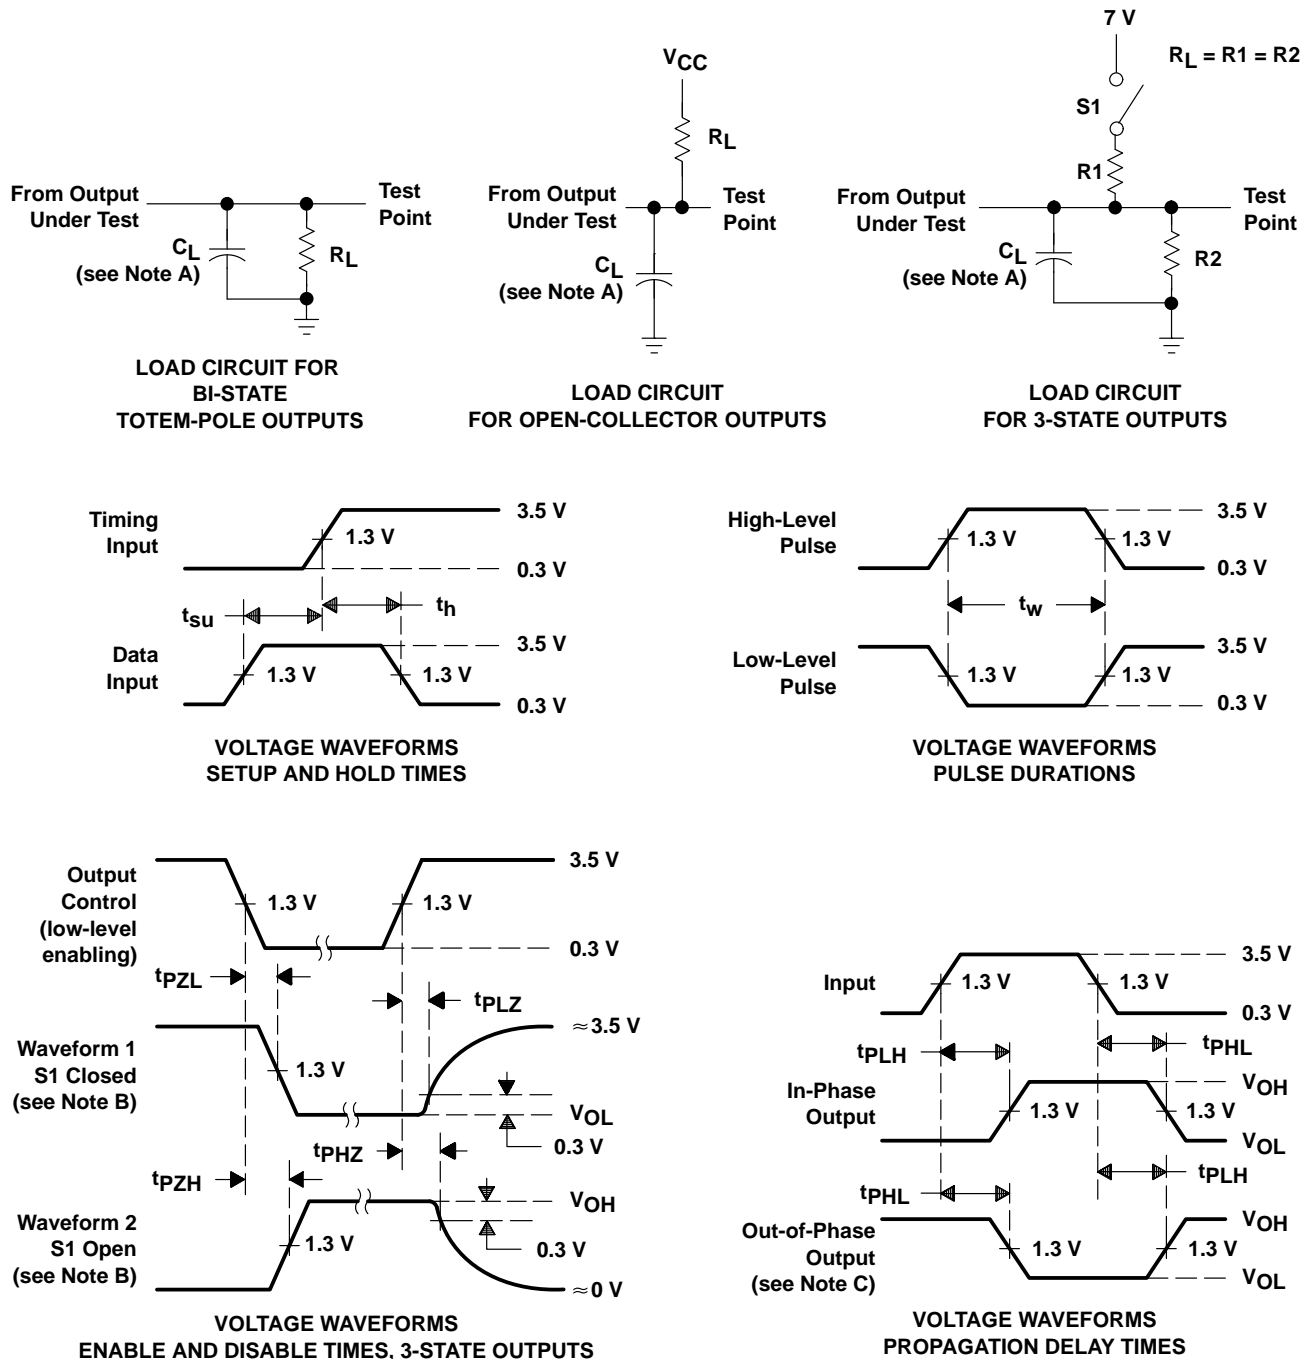 7 V
RL = R1 = R2
S1
R1
From Output
Under Test
Test
Point
CL
(see Note A)
R2
VCC
RL
From Output
Under Test
Test
Point
CL
(see Note A)
From Output
Under Test
Test
Point
CL
(see Note A)
RL
LOAD CIRCUIT FOR
BI-STATE
TOTEM-POLE OUTPUTS
LOAD CIRCUIT
FOR OPEN-COLLECTOR OUTPUTS
LOAD CIRCUIT
FOR 3-STATE OUTPUTS
Timing
Input
3.5 V
1.3 V
0.3 V
tsu
th
Data
Input
3.5 V
1.3 V
1.3 V
0.3 V
VOLTAGE WAVEFORMS
SETUP AND HOLD TIMES
High-Level
Pulse
3.5 V
1.3 V
1.3 V
0.3 V
tw
Low-Level
Pulse
3.5 V
1.3 V
1.3 V
0.3 V
VOLTAGE WAVEFORMS
PULSE DURATIONS
Output
Control
(low-level
enabling)
3.5 V
1.3 V
1.3 V
0.3 V
tPZL
tPLZ
≈3.5 V
Waveform 1
S1 Closed
(see Note B)
1.3 V
VOL
0.3 V
tPHZ
tPZH
VOH
Waveform 2
S1 Open
(see Note B)
1.3 V
0.3 V
≈0 V
VOLTAGE WAVEFORMS
ENABLE AND DISABLE TIMES, 3-STATE OUTPUTS
Input
3.5 V
1.3 V
1.3 V
0.3 V
tPLH
tPHL
In-Phase
Output
VOH
1.3 V
1.3 V
VOL
tPHL
tPLH
Out-of-Phase
Output
(see Note C)
VOH
1.3 V
1.3 V
VOL
VOLTAGE WAVEFORMS
PROPAGATION DELAY TIMES